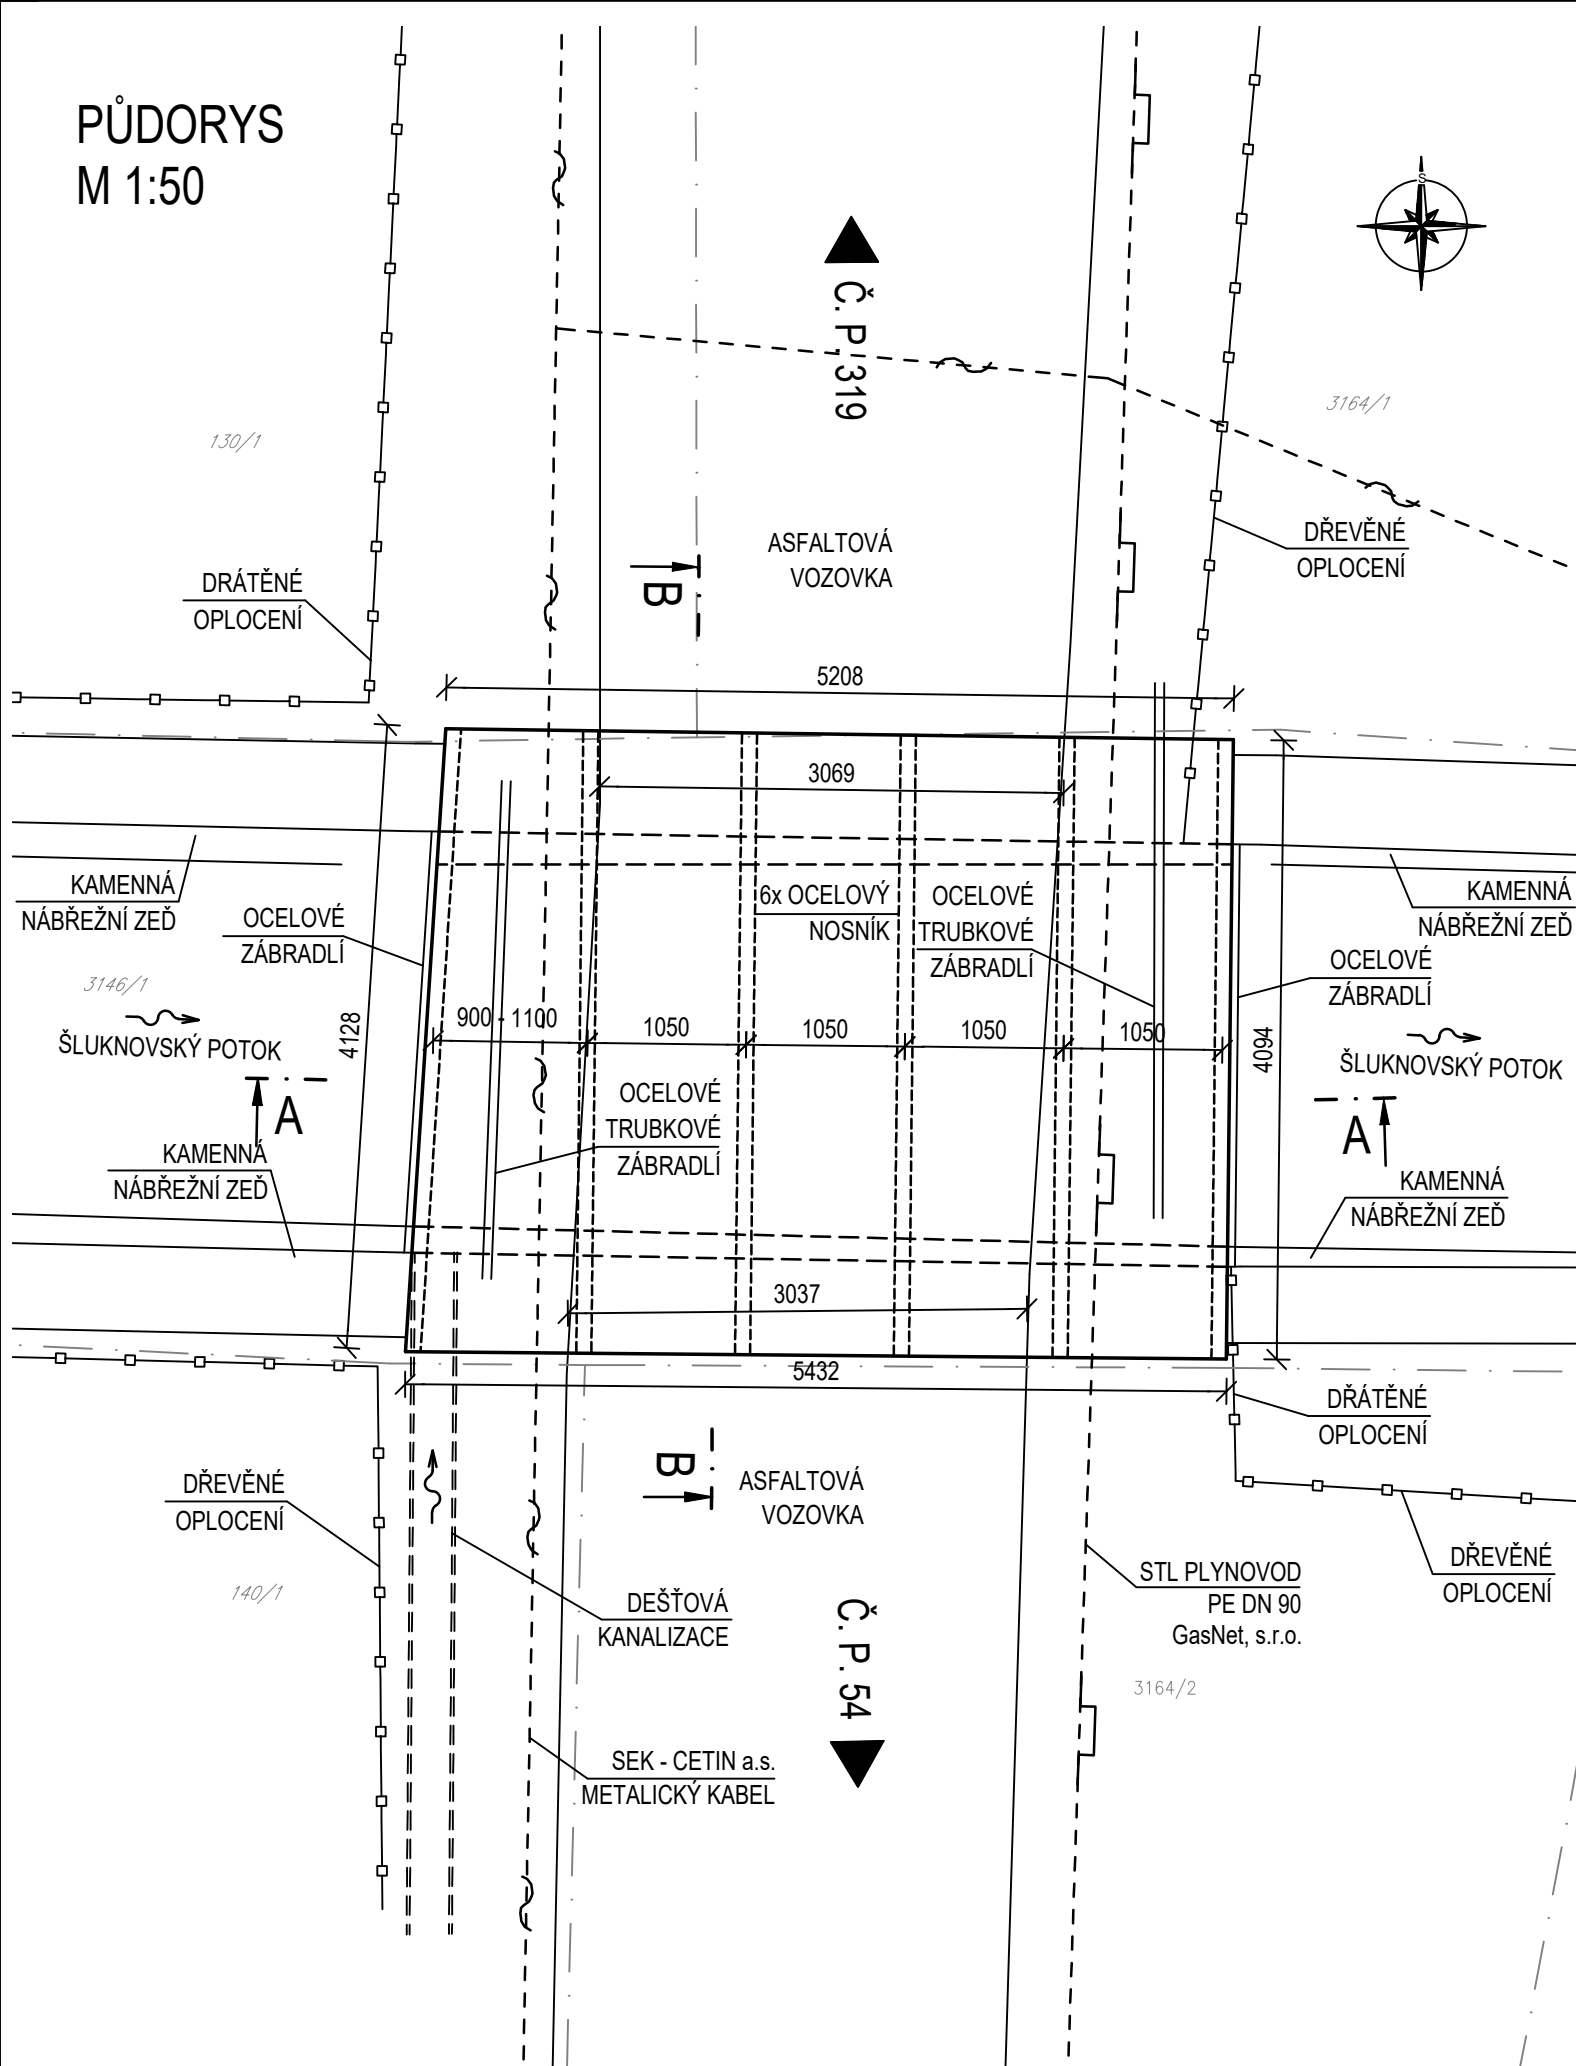 PŮDORYS
M 1:50
S
Č. P. 319
130/1
3164/1
ASFALTOVÁ
VOZOVKA
DŘEVĚNÉ
OPLOCENÍ
DRÁTĚNÉ
OPLOCENÍ
B
5208
3069
KAMENNÁ
NÁBŘEŽNÍ ZEĎ
OCELOVÉ
ZÁBRADLÍ
6x OCELOVÝ
NOSNÍK
OCELOVÉ
TRUBKOVÉ
ZÁBRADLÍ
KAMENNÁ
NÁBŘEŽNÍ ZEĎ
OCELOVÉ
ZÁBRADLÍ
3146/1
ŠLUKNOVSKÝ POTOK
4128
900 - 1100
1050
1050
1050
1050
4094
ŠLUKNOVSKÝ POTOK
A
OCELOVÉ
TRUBKOVÉ
ZÁBRADLÍ
A
KAMENNÁ
NÁBŘEŽNÍ ZEĎ
KAMENNÁ
NÁBŘEŽNÍ ZEĎ
3037
5432
DŘÁTĚNÉ
OPLOCENÍ
B
ASFALTOVÁ
VOZOVKA
DŘEVĚNÉ
OPLOCENÍ
DŘEVĚNÉ
OPLOCENÍ
STL PLYNOVOD
PE DN 90
GasNet, s.r.o.
140/1
DEŠŤOVÁ
KANALIZACE
Č. P. 54
3164/2
SEK - CETIN a.s.
METALICKÝ KABEL